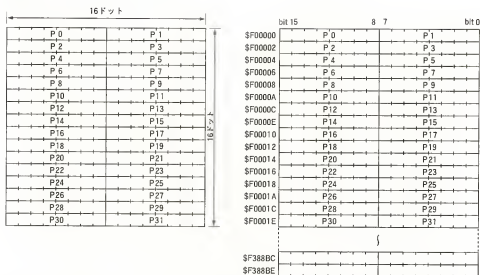 16ドット
P 0 P 1
P 2 P 3
P 4 P 5
P 6 P 7
P 8 P 9
P10 P11
P12 P13
P14 P15
P16 P17
P18 P19
P20 P21
P22 P23
P24 P25
P26 P27
P28 P29
P30 P31
16ドット
bit 15 8 7 bit 0
$F00000 P 0 P 1
$F00002 P 2 P 3
$F00004 P 4 P 5
$F00006 P 6 P 7
$F00008 P 8 P 9
$F0000A P10 P11
$F0000C P12 P13
$F0000E P14 P15
$F00010 P16 P17
$F00012 P18 P19
$F00014 P20 P21
$F00016 P22 P23
$F00018 P24 P25
$F0001A P26 P27
$F0001C P28 P29
$F0001E P30 P31
$F388BC
$F388BE